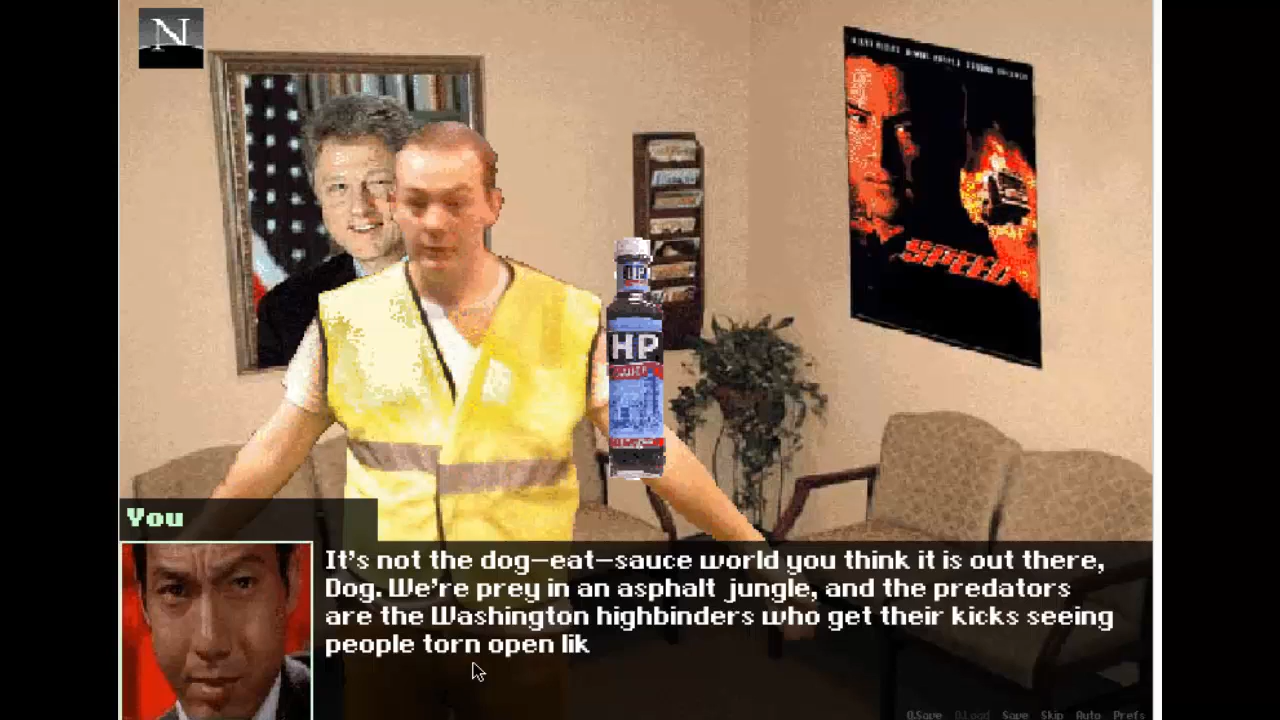 N
SPEED
HP
HP
SAUCE
You
It's not the dog-eat-sauce world you think it is out there,
Dog. We're prey in an asphalt jungle, and the predators
are the Washington highbinders who get their kicks seeing
people torn open lik
Q.Save Q.Load Save Skip Auto Prefs